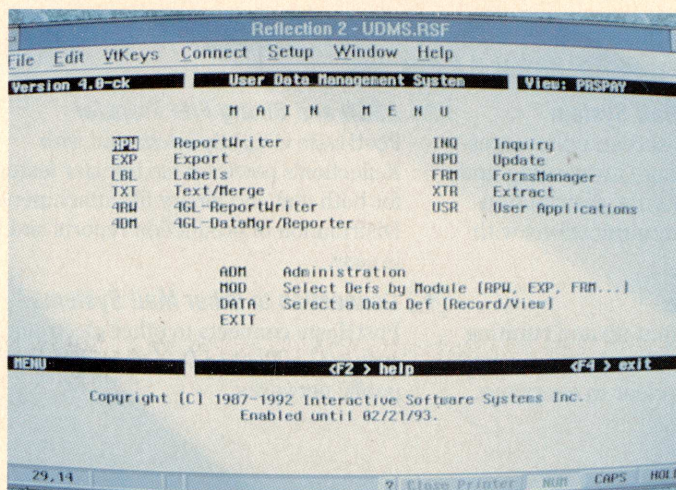 Reflection 2 - UDMS.RSF
File Edit VtKeys Connect Setup Window Help
Version 4.0-ck User Data Management System View: PRSPAY
M A I N M E N U
RPW ReportWriter INQ Inquiry
EXP Export UPD Update
LBL Labels FRM FormsManager
TXT Text/Merge XTR Extract
4RW 4GL-ReportWriter USR User Applications
4DM 4GL-DataMgr/Reporter
ADM Administration
MOD Select Defs by Module (RPW, EXP, FRM...)
DATA Select a Data Def (Record/View)
EXIT
MENU <F2 > help <F4 > exit
Copyright (C) 1987-1992 Interactive Software Systems Inc.
Enabled until 02/21/93.
29,14 ? Close Printer NUM CAPS HOLD